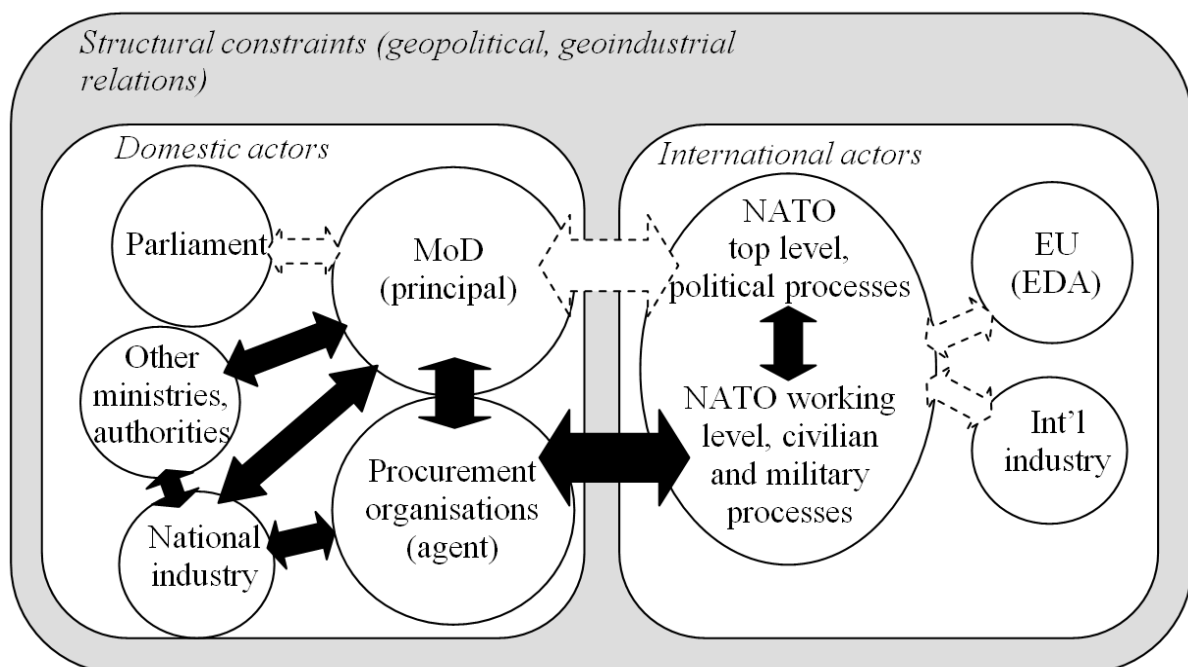 Structural constraints (geopolitical, geoindustrial
relations)
Domestic actors
Parliament
MoD
(principal)
Other
ministries,
authorities
National
industry
Procurement
organisations
(agent)
International actors
NATO
top level,
political processes
NATO working
level, civilian
and military
processes
EU
(EDA)
Int’l
industry